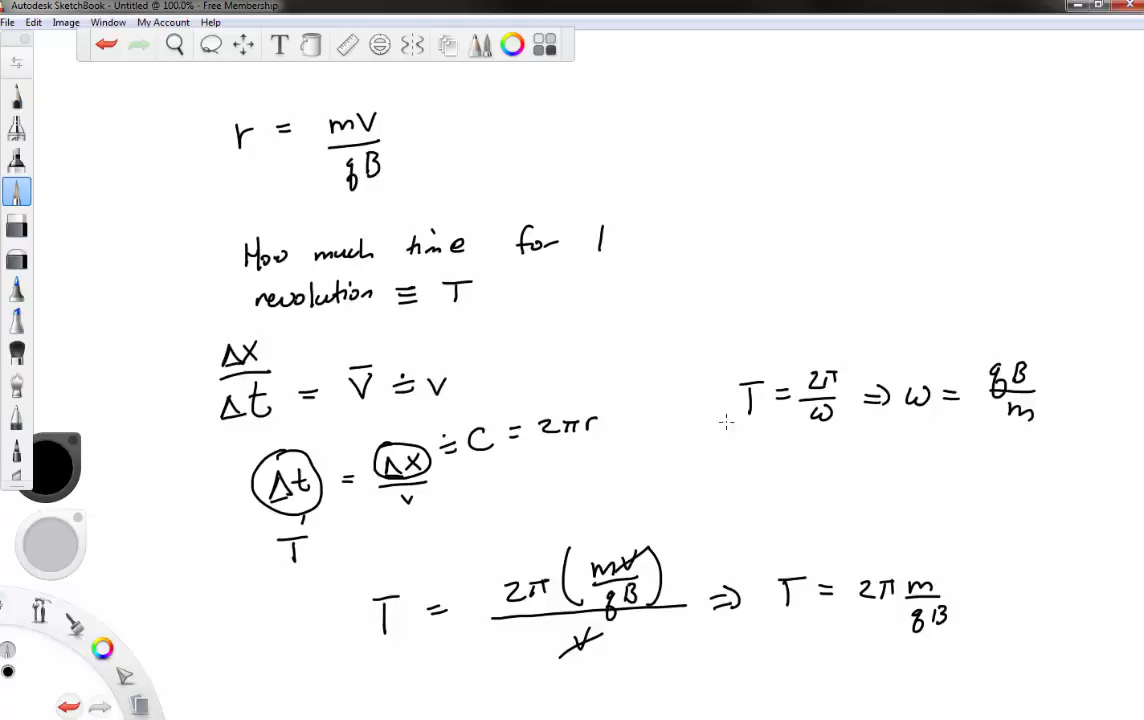 Autodesk SketchBook - Untitled @ 100.0% - Free Membership
File Edit Image Window My Account Help
r = mV/qB
How much time for 1
revolution ≡ T
Δx/Δt = V̄ ≐ v
Δt = Δx/v ≐ C = 2πr
T
T = 2π/ω ⇒ ω = qB/m
T = 2π(mV/qB)/V ⇒ T = 2π m/qB